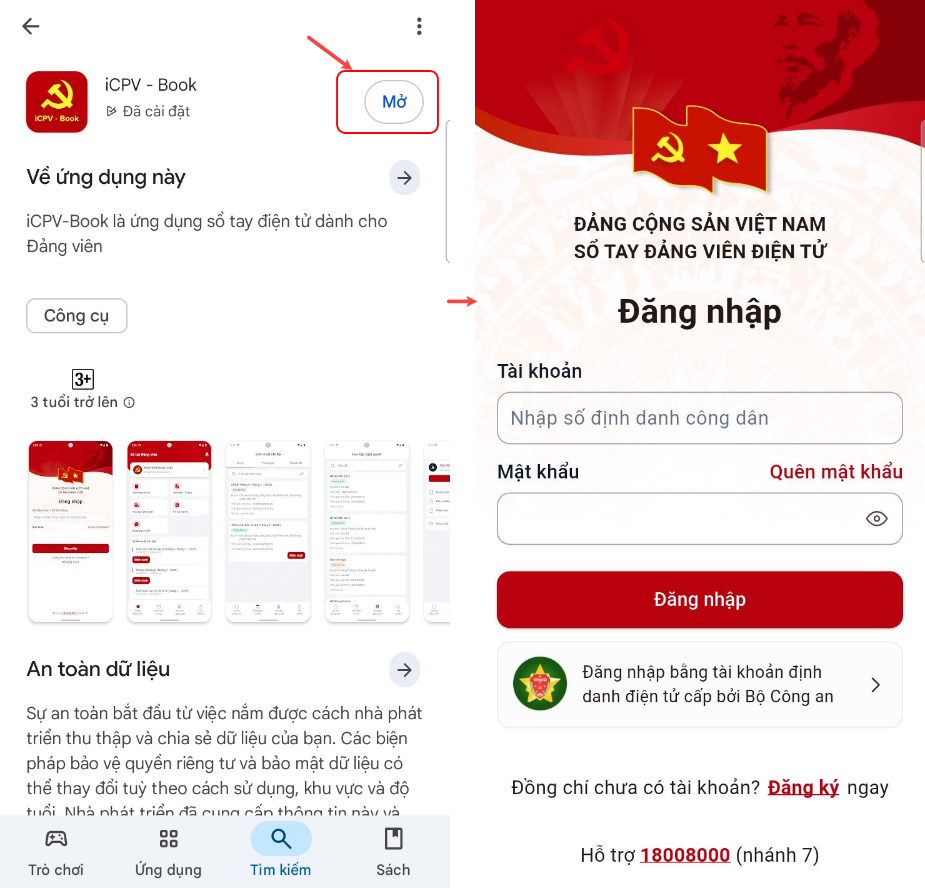 iCPV - Book
iCPV - Book
Đã cài đặt
Mở
Về ứng dụng này
iCPV-Book là ứng dụng sổ tay điện tử dành cho
Đảng viên
Công cụ
3+
3 tuổi trở lên
An toàn dữ liệu
Sự an toàn bắt đầu từ việc nắm được cách nhà phát
triển thu thập và chia sẻ dữ liệu của bạn. Các biện
pháp bảo vệ quyền riêng tư và bảo mật dữ liệu có
thể thay đổi tuỳ theo cách sử dụng, khu vực và độ
tuổi. Nhà phát triển đã cung cấp thông tin này và
Trò chơi
Ứng dụng
Tìm kiếm
Sách
ĐẢNG CỘNG SẢN VIỆT NAM
SỔ TAY ĐẢNG VIÊN ĐIỆN TỬ
Đăng nhập
Tài khoản
Nhập số định danh công dân
Mật khẩu
Quên mật khẩu
Đăng nhập
Đăng nhập bằng tài khoản định
danh điện tử cấp bởi Bộ Công an
Đồng chí chưa có tài khoản? Đăng ký ngay
Hỗ trợ 18008000 (nhánh 7)